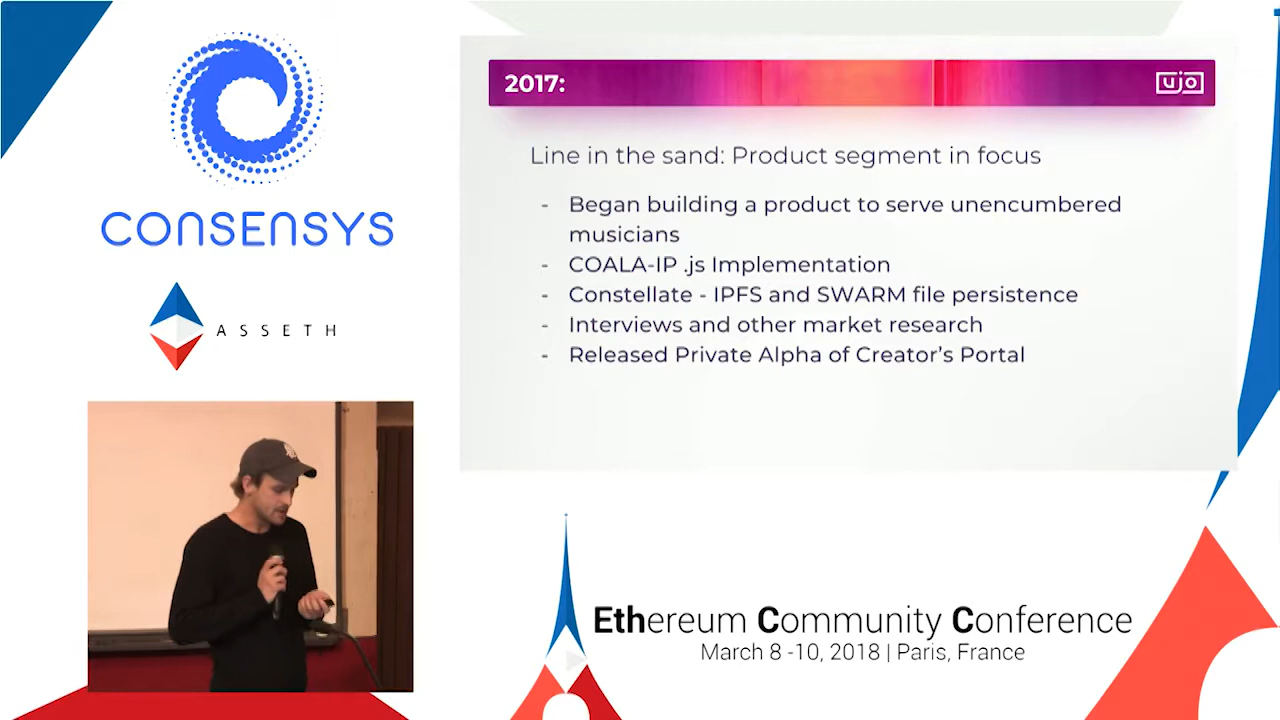 CONSENSYS
ASSETH
2017:
ujo
Line in the sand: Product segment in focus
- Began building a product to serve unencumbered
musicians
- COALA-IP .js Implementation
- Constellate - IPFS and SWARM file persistence
- Interviews and other market research
- Released Private Alpha of Creator's Portal
Ethereum Community Conference
March 8 -10, 2018 | Paris, France